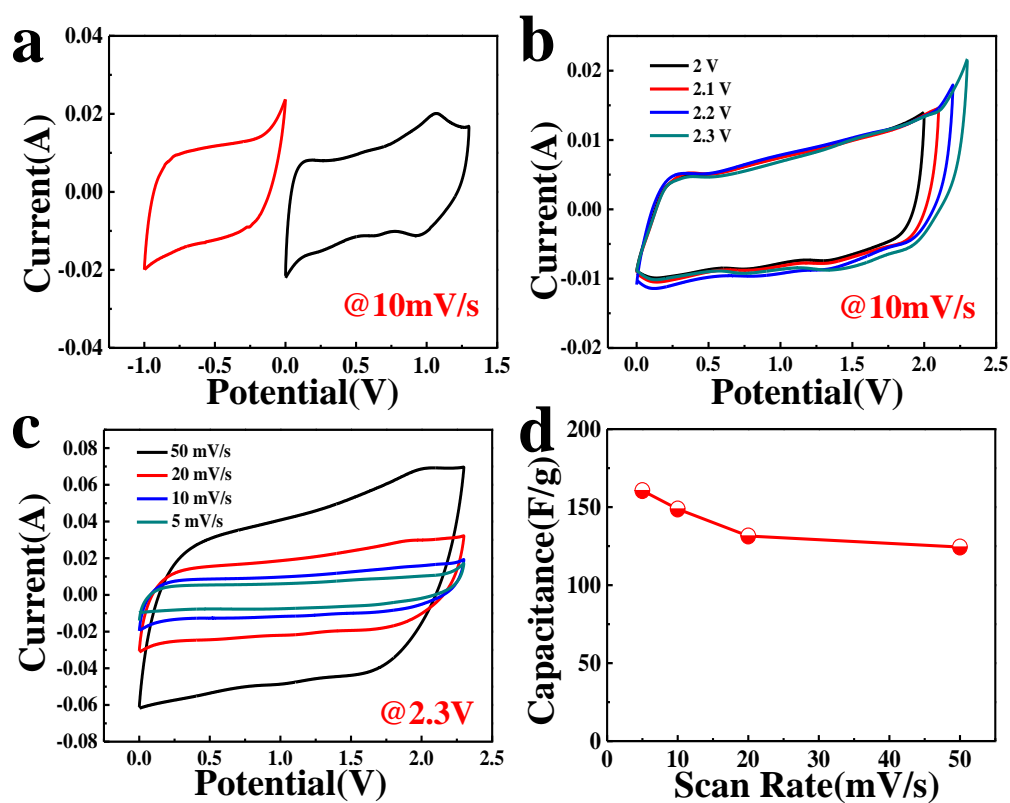 a
0.04
0.02
0.00
-0.02
-0.04
Current(A)
-1.0 -0.5 0.0 0.5 1.0 1.5
Potential(V)
@10mV/s
b
0.02
0.01
0.00
-0.01
-0.02
Current(A)
2 V
2.1 V
2.2 V
2.3 V
0.0 0.5 1.0 1.5 2.0 2.5
Potential(V)
@10mV/s
c
0.08
0.06
0.04
0.02
0.00
-0.02
-0.04
-0.06
-0.08
Current(A)
50 mV/s
20 mV/s
10 mV/s
5 mV/s
0.0 0.5 1.0 1.5 2.0 2.5
Potential(V)
@2.3V
d
200
150
100
50
0
Capacitance(F/g)
0 10 20 30 40 50
Scan Rate(mV/s)